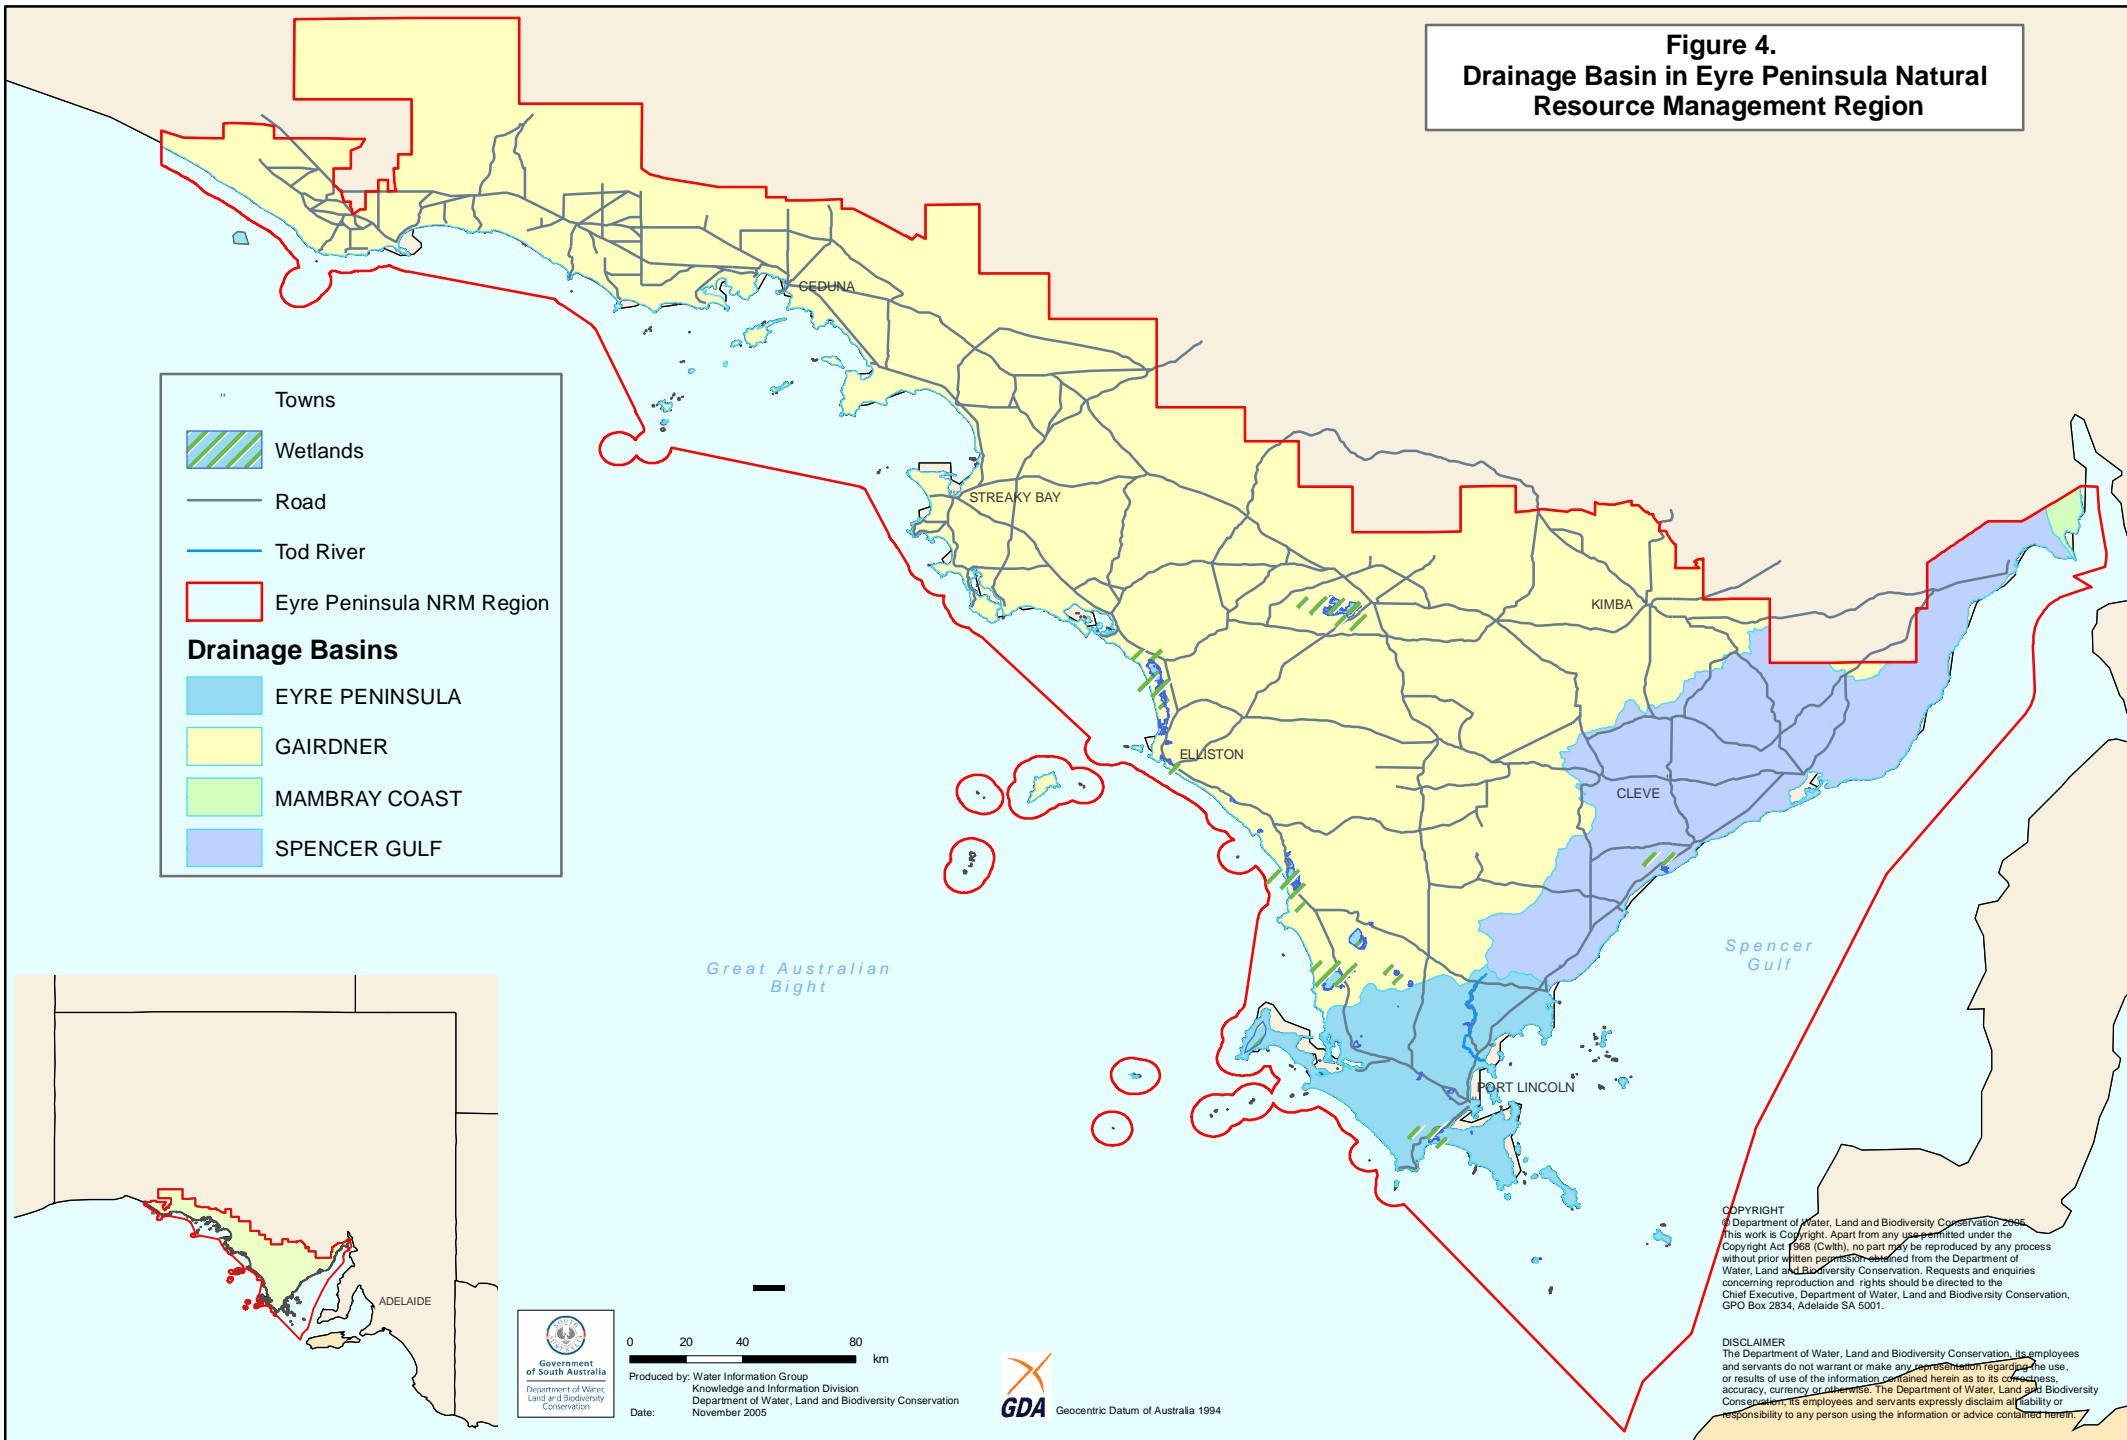 Figure 4.
Drainage Basin in Eyre Peninsula Natural
Resource Management Region
CEDUNA
STREAKY BAY
KIMBA
ELLISTON
CLEVE
PORT LINCOLN
Great Australian
Bight
Spencer
Gulf
Towns
Wetlands
Road
Tod River
Eyre Peninsula NRM Region
Drainage Basins
EYRE PENINSULA
GAIRDNER
MAMBRAY COAST
SPENCER GULF
ADELAIDE
SOUTH
AUSTRALIA
Government
of South Australia
Department of Water,
Land and Biodiversity
Conservation
0 20 40 80
km
Produced by: Water Information Group
Knowledge and Information Division
Department of Water, Land and Biodiversity Conservation
Date: November 2005
GDA
Geocentric Datum of Australia 1994
COPYRIGHT
© Department of Water, Land and Biodiversity Conservation 2005.
This work is Copyright. Apart from any use permitted under the
Copyright Act 1968 (Cwlth), no part may be reproduced by any process
without prior written permission obtained from the Department of
Water, Land and Biodiversity Conservation. Requests and enquiries
concerning reproduction and rights should be directed to the
Chief Executive, Department of Water, Land and Biodiversity Conservation,
GPO Box 2834, Adelaide SA 5001.
DISCLAIMER
The Department of Water, Land and Biodiversity Conservation, its employees
and servants do not warrant or make any representation regarding the use,
or results of use of the information contained herein as to its correctness,
accuracy, currency or otherwise. The Department of Water, Land and Biodiversity
Conservation, its employees and servants expressly disclaim all liability or
responsibility to any person using the information or advice contained herein.